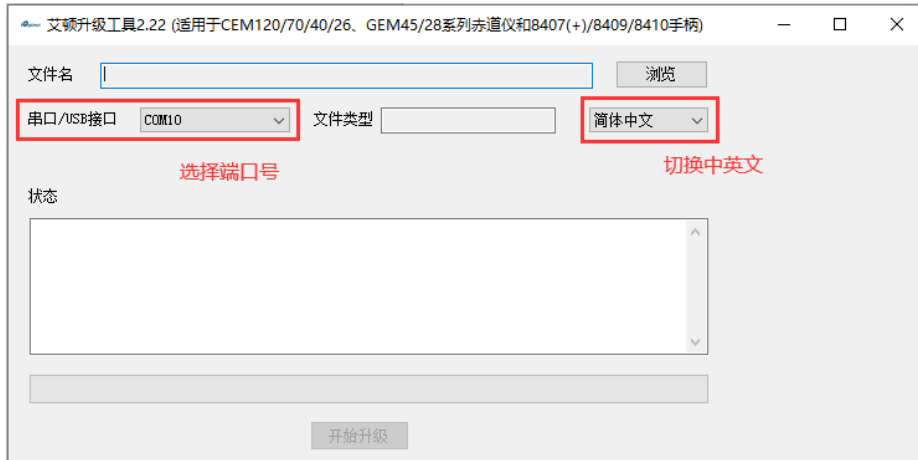 艾顿升级工具2.22 (适用于CEM120/70/40/26、GEM45/28系列赤道仪和8407(+)/8409/8410手柄)
文件名 浏览
串口/USB接口 COM10 文件类型 简体中文
选择端口号 切换中英文
状态
开始升级